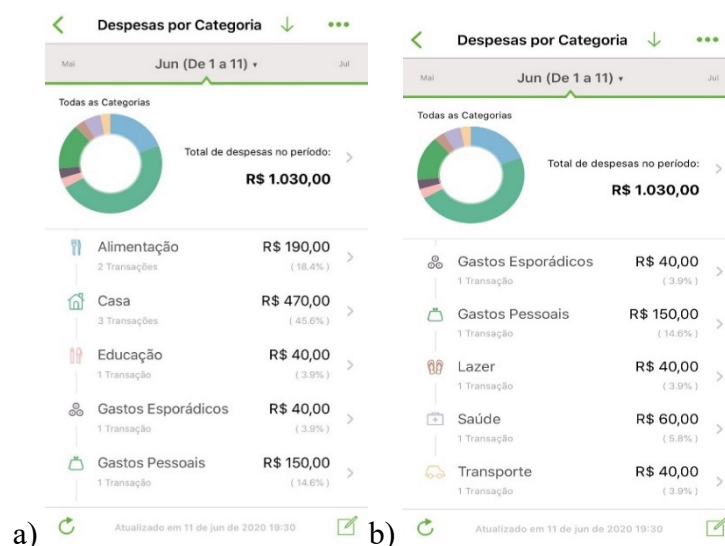 Despesas por Categoria
Mai Jun (De 1 a 11) Jul
Todas as Categorias
Total de despesas no período:
R$ 1.030,00
Alimentação R$ 190,00
2 Transações (18.4%)
Casa R$ 470,00
3 Transações (45.6%)
Educação R$ 40,00
1 Transação (3.9%)
Gastos Esporádicos R$ 40,00
1 Transação (3.9%)
Gastos Pessoais R$ 150,00
1 Transação (14.6%)
Atualizado em 11 de jun de 2020 19:30
a)
Despesas por Categoria
Mai Jun (De 1 a 11) Jul
Todas as Categorias
Total de despesas no período:
R$ 1.030,00
Gastos Esporádicos R$ 40,00
1 Transação (3.9%)
Gastos Pessoais R$ 150,00
1 Transação (14.6%)
Lazer R$ 40,00
1 Transação (3.9%)
Saúde R$ 60,00
1 Transação (5.8%)
Transporte R$ 40,00
1 Transação (3.9%)
Atualizado em 11 de jun de 2020 19:30
b)